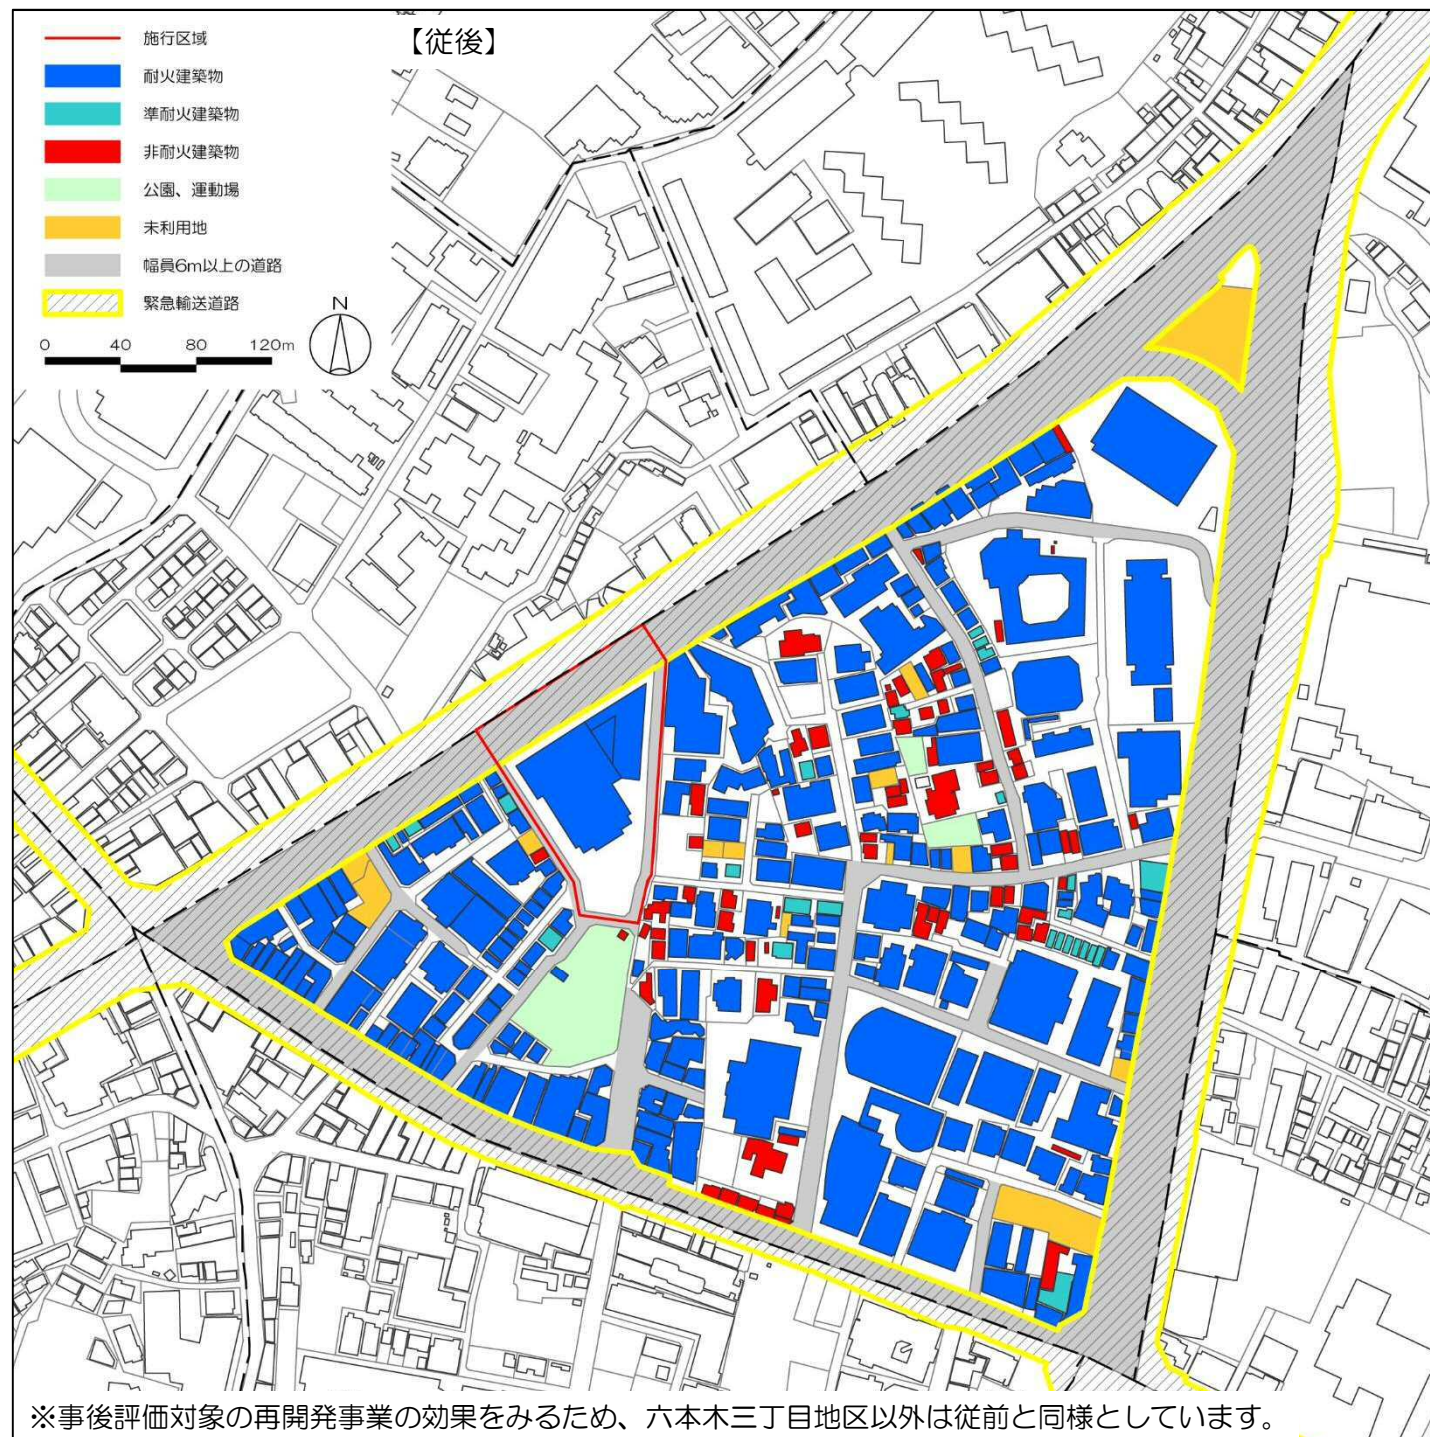 【従後】
施行区域
耐火建築物
準耐火建築物
非耐火建築物
公園、運動場
未利用地
幅員6m以上の道路
緊急輸送道路
N
0 40 80 120m
※事後評価対象の再開発事業の効果をみるため、六本木三丁目地区以外は従前と同様としています。